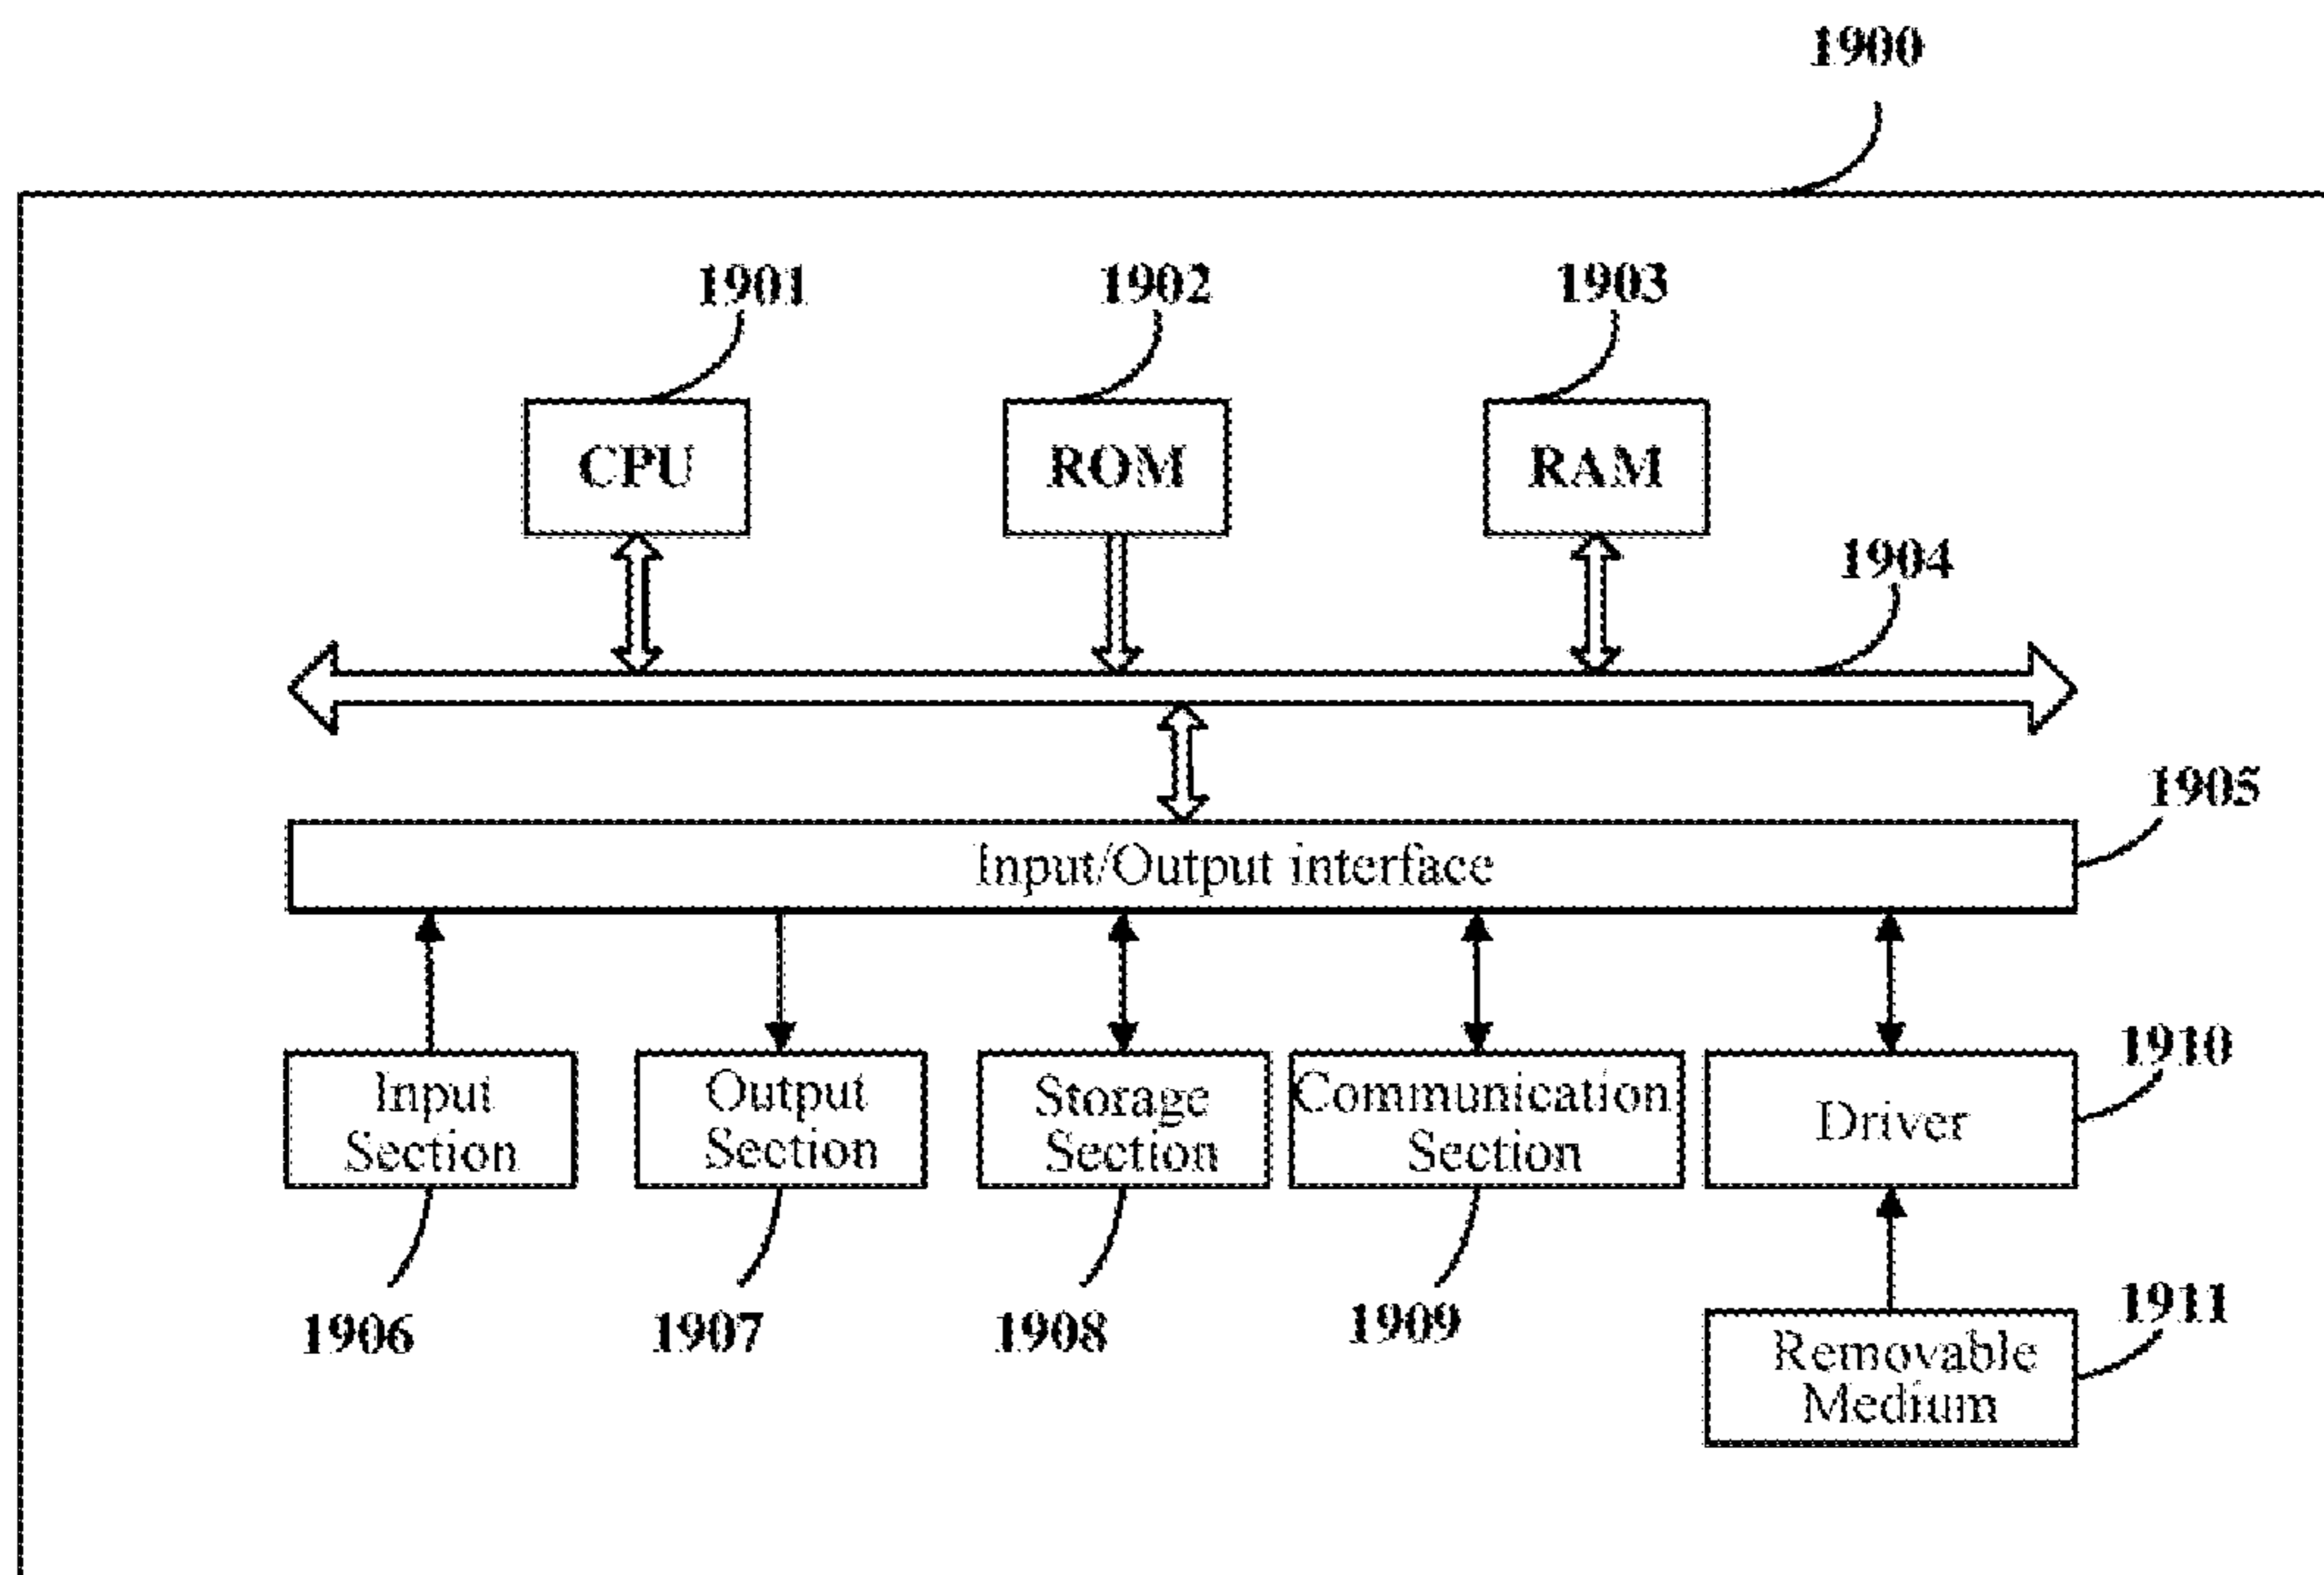 1900
1901
1902
1903
CPU
ROM
RAM
1904
1905
Input/Output interface
1910
Input
Section
Output
Section
Storage
Section
Communication
Section
Driver
1906
1907
1908
1909
1911
Removable
Medium